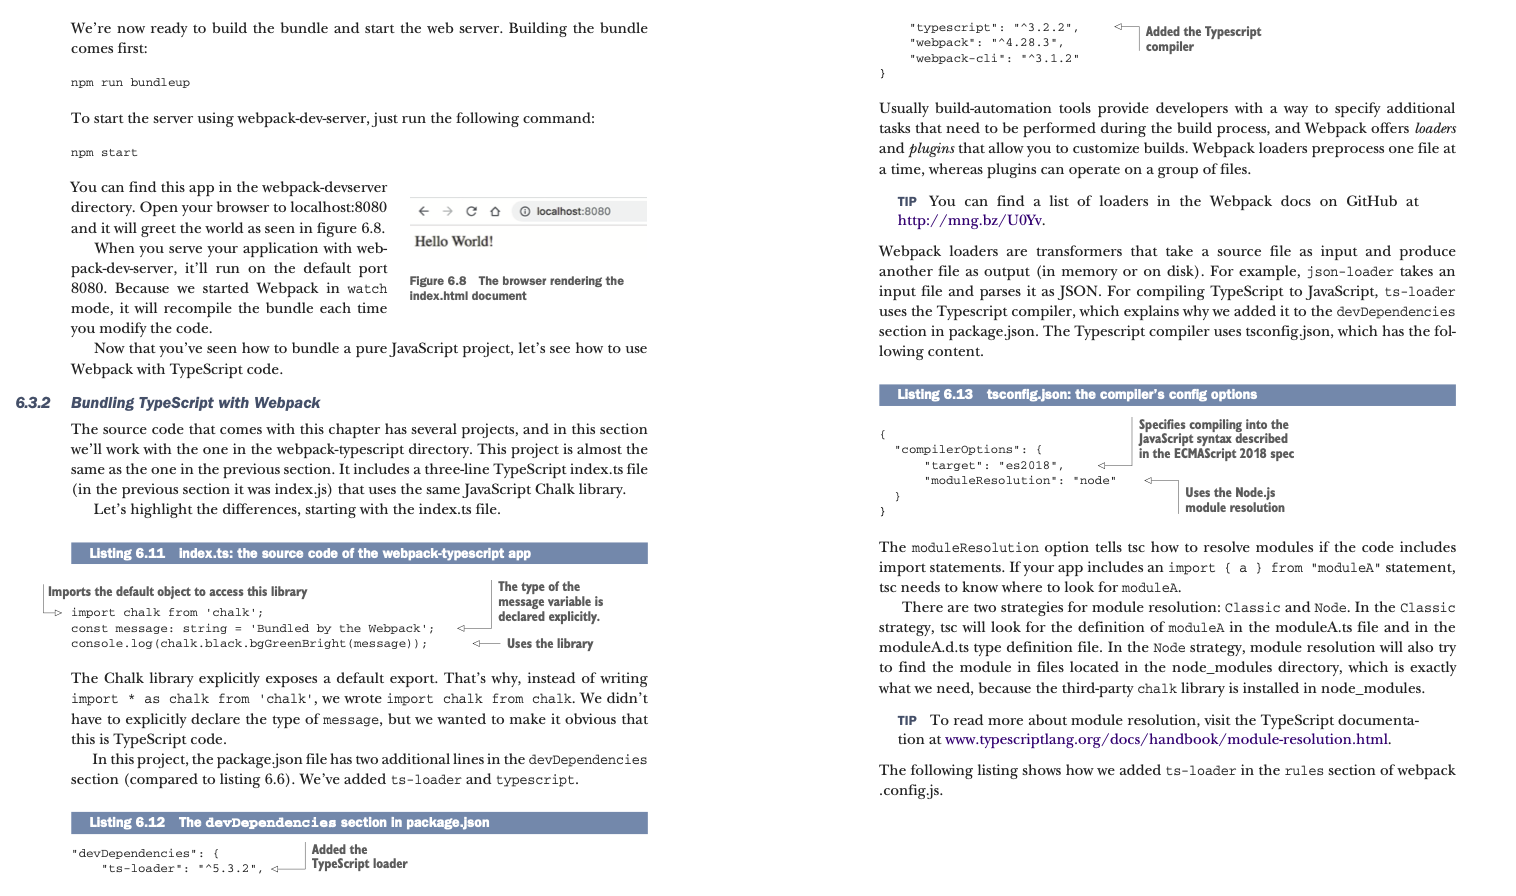 We're now ready to build the bundle and start the web server. Building the bundle
comes first:
npm run bundleup
To start the server using webpack-dev-server, just run the following command:
npm start
You can find this app in the webpack-devserver
directory. Open your browser to localhost:8080
and it will greet the world as seen in figure 6.8.
When you serve your application with web-
pack-dev-server, it'll run on the default port
8080. Because we started Webpack in watch
mode, it will recompile the bundle each time
you modify the code.
localhost:8080
Hello World!
Figure 6.8 The browser rendering the
index.html document
Now that you've seen how to bundle a pure JavaScript project, let's see how to use
Webpack with TypeScript code.
6.3.2 Bundling TypeScript with Webpack
The source code that comes with this chapter has several projects, and in this section
we'll work with the one in the webpack-typescript directory. This project is almost the
same as the one in the previous section. It includes a three-line TypeScript index.ts file
(in the previous section it was index.js) that uses the same JavaScript Chalk library.
Let's highlight the differences, starting with the index.ts file.
Listing 6.11 index.ts: the source code of the webpack-typescript app
Imports the default object to access this library
import chalk from 'chalk';
const message: string = 'Bundled by the Webpack';
console.log(chalk.black.bgGreenBright(message));
The type of the
message variable is
declared explicitly.
Uses the library
The Chalk library explicitly exposes a default export. That's why, instead of writing
import * as chalk from 'chalk', we wrote import chalk from chalk. We didn't
have to explicitly declare the type of message, but we wanted to make it obvious that
this is TypeScript code.
In this project, the package.json file has two additional lines in the devDependencies
section (compared to listing 6.6). We've added ts-loader and typescript.
Listing 6.12 The devDependencies section in package.json
"devDependencies": {
"ts-loader": "^5.3.2",
Added the
TypeScript loader
"typescript": "^3.2.2",
"webpack": "^4.28.3",
"webpack-cli": "^3.1.2"
}
Added the Typescript
compiler
Usually build-automation tools provide developers with a way to specify additional
tasks that need to be performed during the build process, and Webpack offers loaders
and plugins that allow you to customize builds. Webpack loaders preprocess one file at
a time, whereas plugins can operate on a group of files.
TIP You can find a list of loaders in the Webpack docs on GitHub at
http://mng.bz/U0Yv.
Webpack loaders are transformers that take a source file as input and produce
another file as output (in memory or on disk). For example, json-loader takes an
input file and parses it as JSON. For compiling TypeScript to JavaScript, ts-loader
uses the Typescript compiler, which explains why we added it to the devDependencies
section in package.json. The Typescript compiler uses tsconfig.json, which has the fol-
lowing content.
Listing 6.13 tsconfig.json: the compiler's config options
{
"compilerOptions": {
"target": "es2018",
"moduleResolution": "node"
}
}
Specifies compiling into the
JavaScript syntax described
in the ECMAScript 2018 spec
Uses the Node.js
module resolution
The moduleResolution option tells tsc how to resolve modules if the code includes
import statements. If your app includes an import { a } from "moduleA" statement,
tsc needs to know where to look for moduleA.
There are two strategies for module resolution: Classic and Node. In the Classic
strategy, tsc will look for the definition of moduleA in the moduleA.ts file and in the
moduleA.d.ts type definition file. In the Node strategy, module resolution will also try
to find the module in files located in the node_modules directory, which is exactly
what we need, because the third-party chalk library is installed in node_modules.
TIP To read more about module resolution, visit the TypeScript documenta-
tion at www.typescriptlang.org/docs/handbook/module-resolution.html.
The following listing shows how we added ts-loader in the rules section of webpack
.config.js.